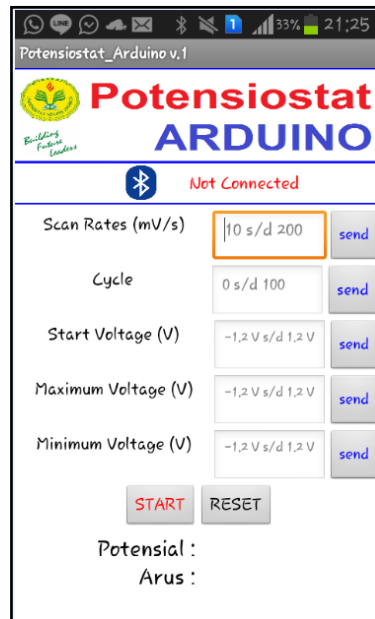 LINE 1 33% 21:25
Potensiostat_Arduino v.1
Potensiostat
Building
Future
Leaders
ARDUINO
Not Connected
Scan Rates (mV/s) 10 s/d 200 send
Cycle 0 s/d 100 send
Start Voltage (V) -1,2 V s/d 1,2 V send
Maximum Voltage (V) -1,2 V s/d 1,2 V send
Minimum Voltage (V) -1,2 V s/d 1,2 V send
START RESET
Potensial :
Arus :